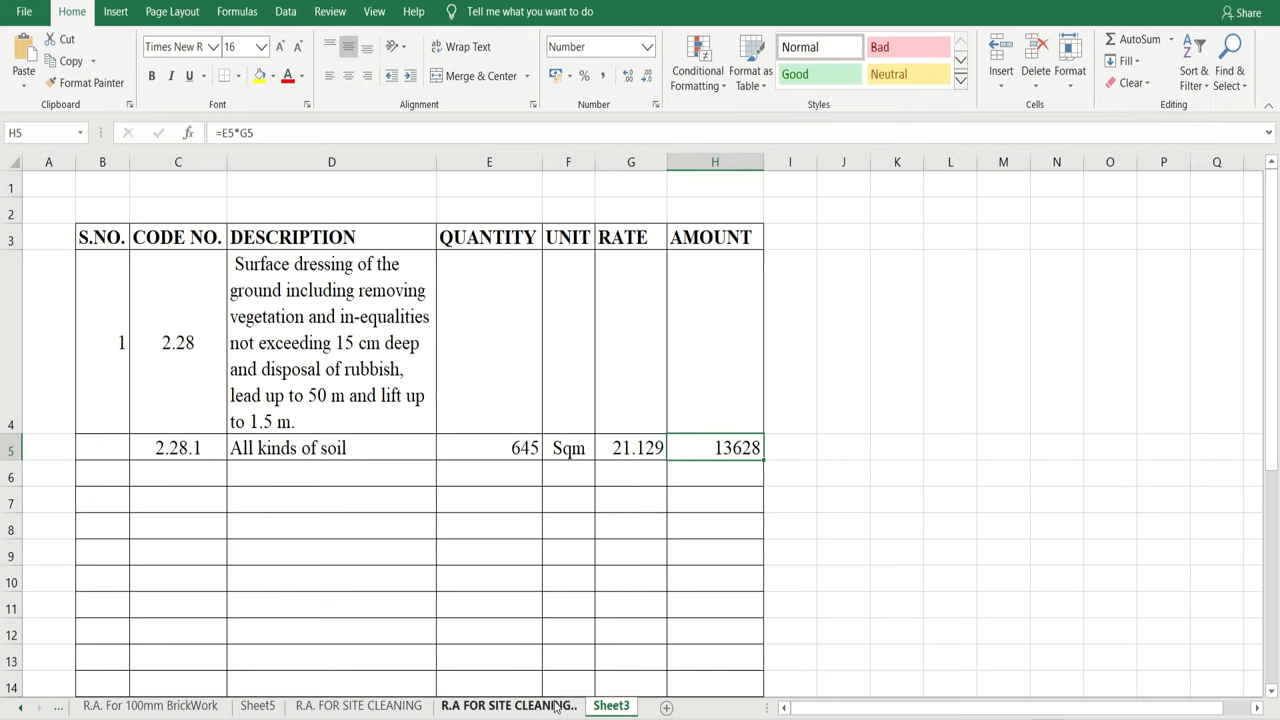 File Home Insert Page Layout Formulas Data Review View Help Tell me what you want to do Share
Paste
Cut
Copy
Format Painter
Clipboard
Times New R 16
B I U
Font
Wrap Text
Merge & Center
Alignment
Number
Number
Conditional Formatting
Format as Table
Normal Bad
Good Neutral
Styles
Insert Delete Format
Cells
AutoSum
Fill
Clear
Sort & Filter
Find & Select
Editing
H5 fx =E5*G5
A B C D E F G H I J K L M N O P Q
1
2
3 S.NO. CODE NO. DESCRIPTION QUANTITY UNIT RATE AMOUNT
Surface dressing of the
ground including removing
vegetation and in-equalities
1 2.28 not exceeding 15 cm deep
and disposal of rubbish,
lead up to 50 m and lift up
4 to 1.5 m.
5 2.28.1 All kinds of soil 645 Sqm 21.129 13628
6
7
8
9
10
11
12
13
14
... R.A. For 100mm BrickWork Sheet5 R.A. FOR SITE CLEANING R.A FOR SITE CLEANING.. Sheet3